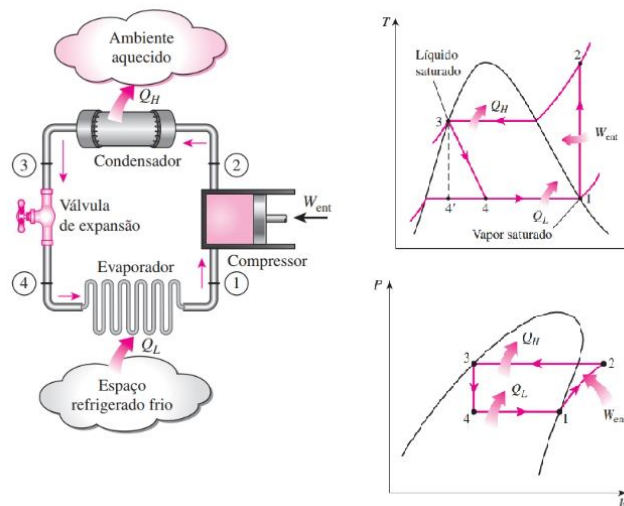 Ambiente
aquecido
Q_H
Condensador
3
2
Válvula
de expansão
W_ent
Compressor
Evaporador
4
1
Q_L
Espaço
refrigerado frio
T
2
Líquido
saturado
Q_H
3
W_ent
4'
4
Q_L
1
Vapor saturado
P
Q_H
3
2
Q_L
4
1